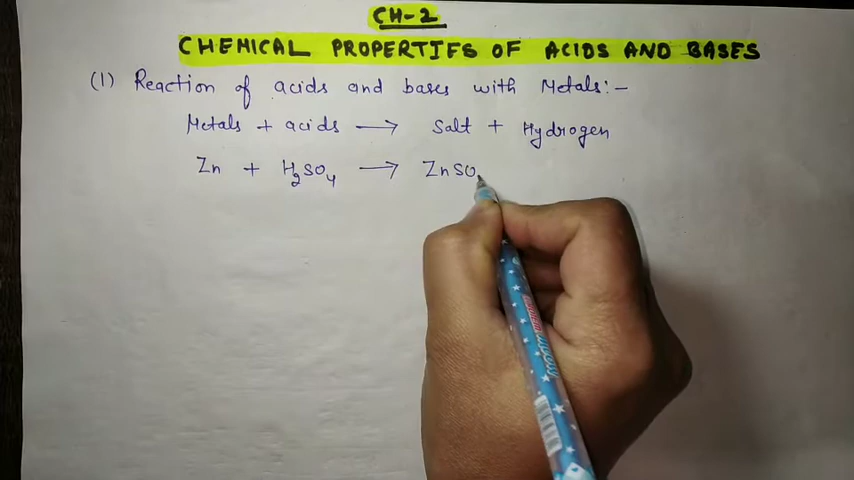 CH-2
CHEMICAL PROPERTIES OF ACIDS AND BASES
(1) Reaction of acids and bases with Metals:-
Metals + acids → Salt + Hydrogen
Zn + H₂SO₄ → ZnSO